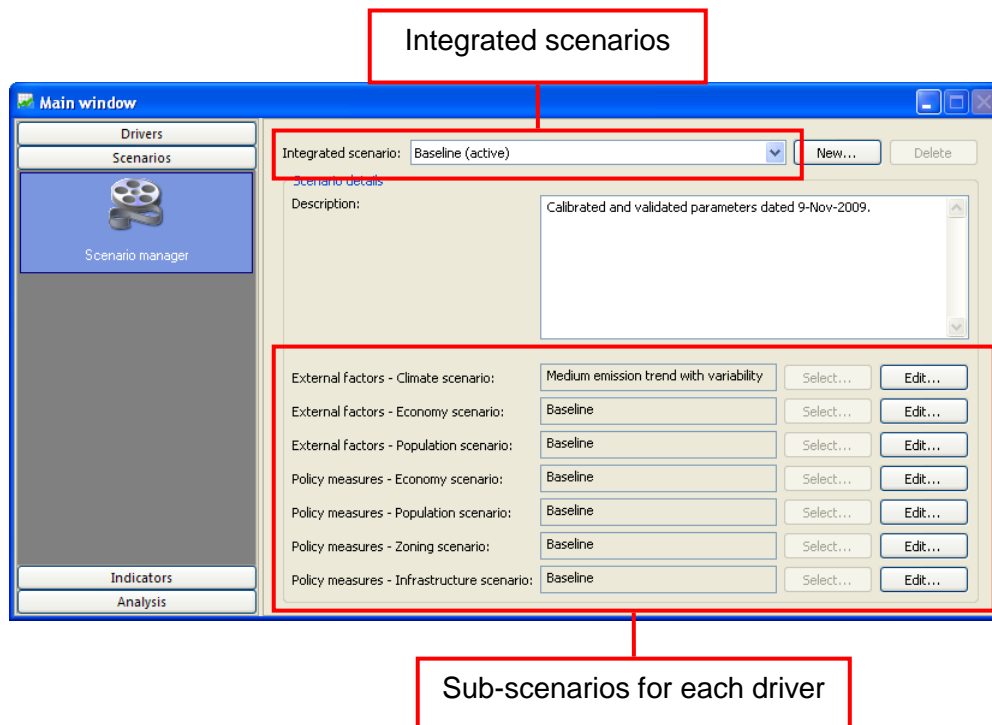 Integrated scenarios
Main window
Drivers
Scenarios
Scenario manager
Indicators
Analysis
Integrated scenario: Baseline (active) New... Delete
Scenario details
Description: Calibrated and validated parameters dated 9-Nov-2009.
External factors - Climate scenario: Medium emission trend with variability Select... Edit...
External factors - Economy scenario: Baseline Select... Edit...
External factors - Population scenario: Baseline Select... Edit...
Policy measures - Economy scenario: Baseline Select... Edit...
Policy measures - Population scenario: Baseline Select... Edit...
Policy measures - Zoning scenario: Baseline Select... Edit...
Policy measures - Infrastructure scenario: Baseline Select... Edit...
Sub-scenarios for each driver